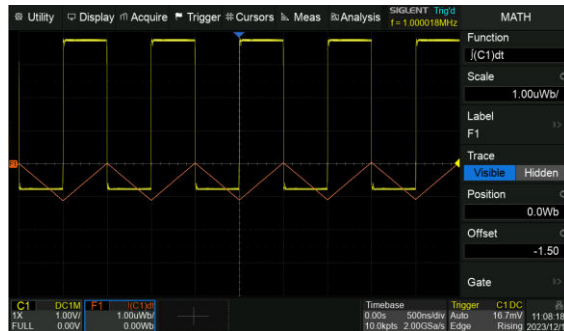 Utility Display Acquire Trigger Cursors Meas Analysis
SIGLENT Trig'd
f = 1.000018MHz
MATH
Function
∫(C1)dt
Scale
1.00uWb/
Label
F1
Trace
Visible Hidden
Position
0.0Wb
Offset
-1.50
Gate
C1 DC1M
1X 1.00V/
FULL 0.00V
F1 ∫(C1)dt
1.00uWb/
0.00Wb
Timebase
0.00s 500ns/div
10.0kpts 2.00GSa/s
Trigger C1 DC
Auto 16.7mV
Edge Rising
11:08:18